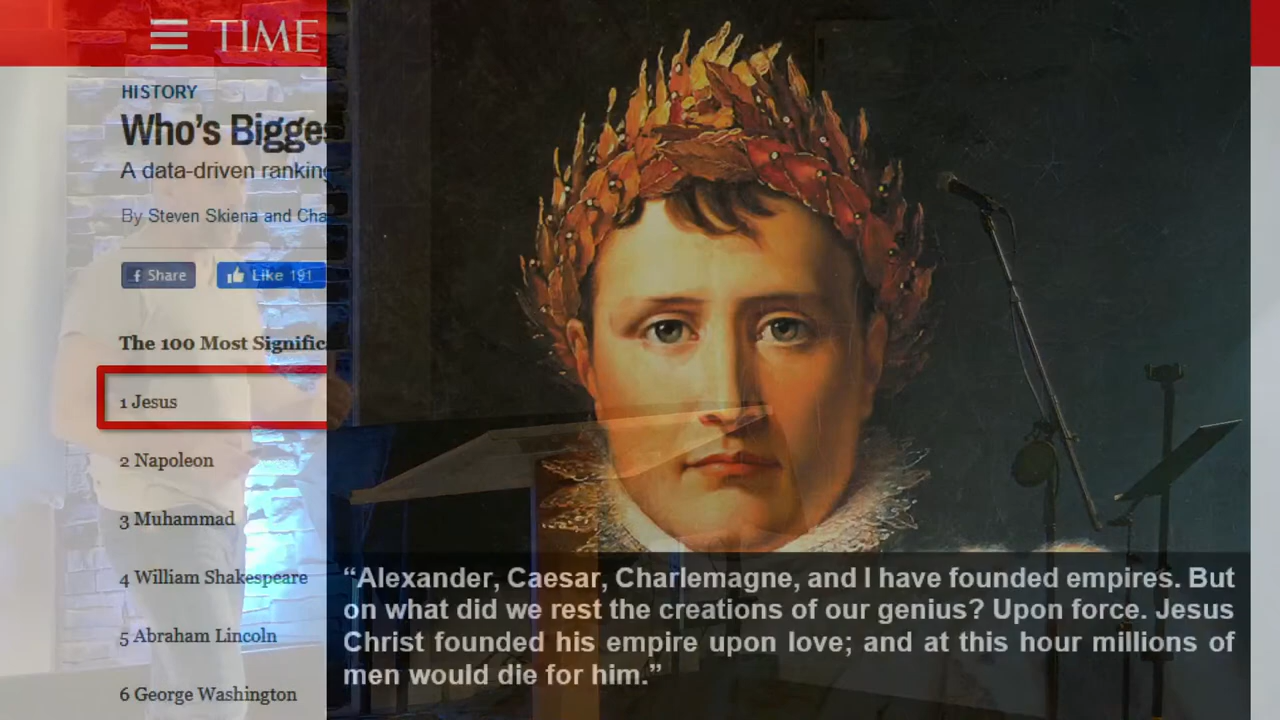 TIME
HISTORY
Who's Bigges
A data-driven ranking
By Steven Skiena and Cha
Share
Like 191
The 100 Most Signific
1 Jesus
2 Napoleon
3 Muhammad
4 William Shakespeare
5 Abraham Lincoln
6 George Washington
“Alexander, Caesar, Charlemagne, and I have founded empires. But
on what did we rest the creations of our genius? Upon force. Jesus
Christ founded his empire upon love; and at this hour millions of
men would die for him.”